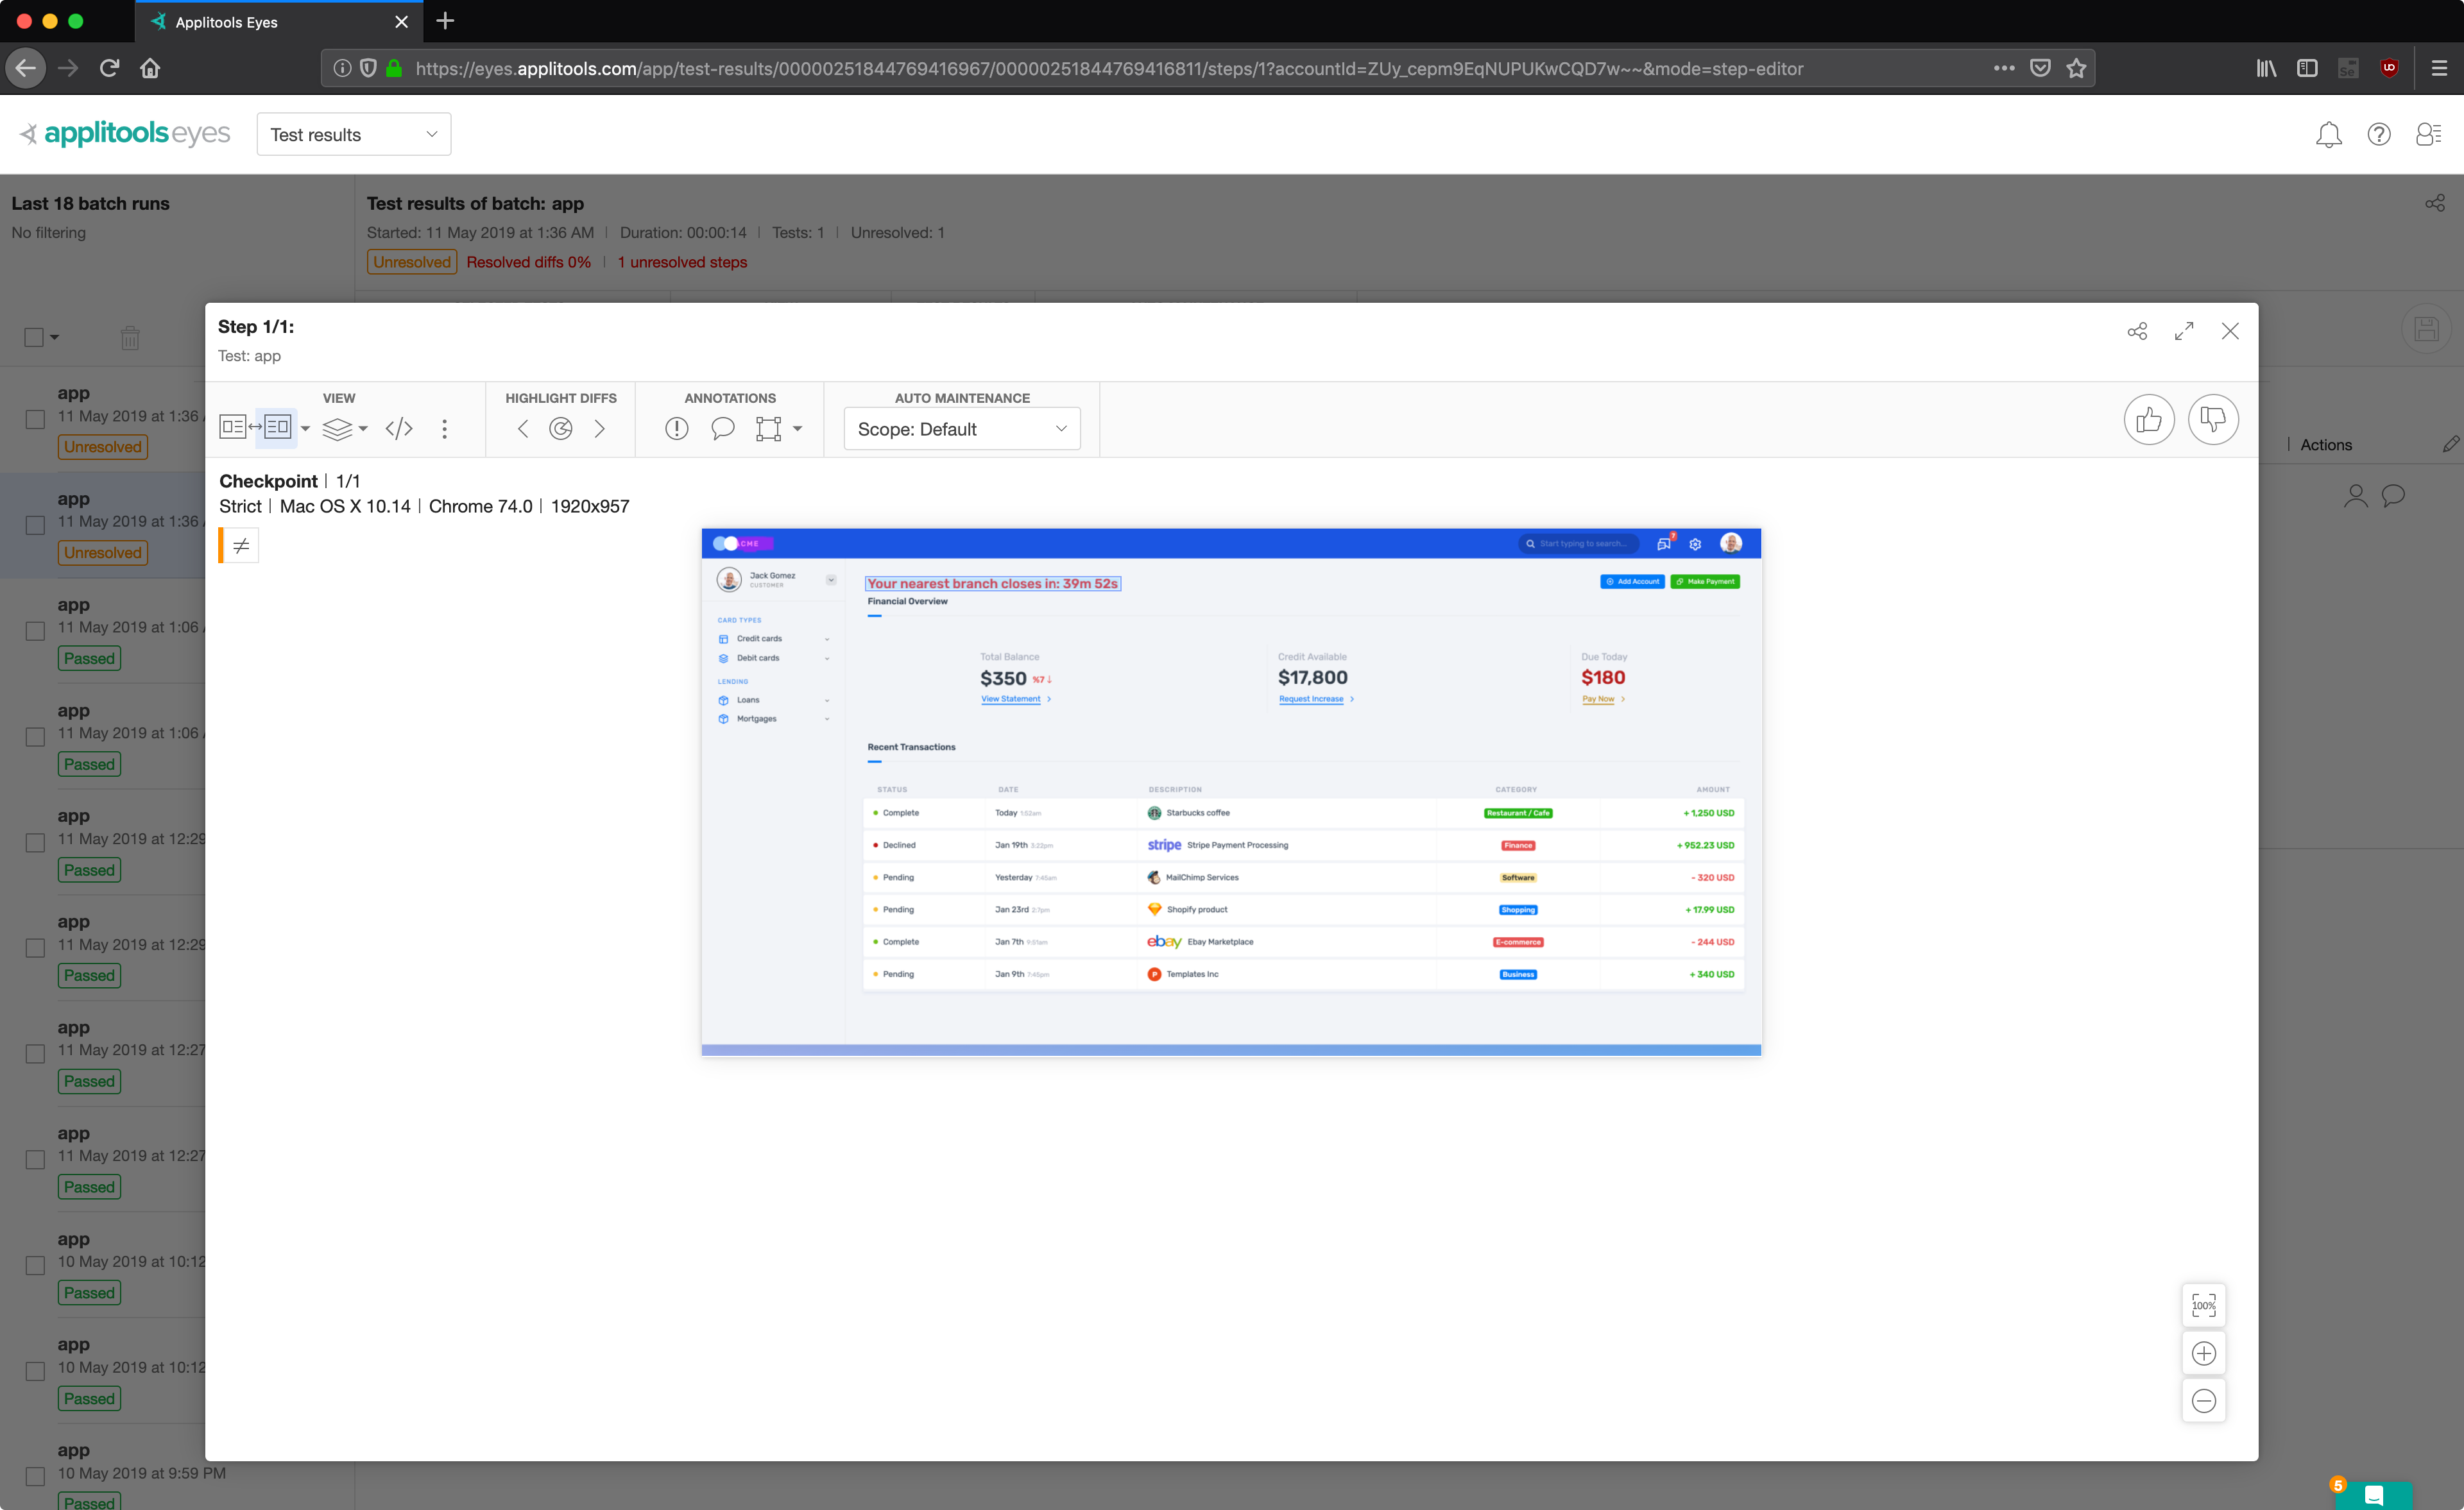 Applitools Eyes
https://eyes.applitools.com/app/test-results/00000251844769416967/00000251844769416811/steps/1?accountId=ZUy_cepm9EqNUPUKwCQD7w~~&mode=step-editor
applitools eyes
Test results
Last 18 batch runs
No filtering
Test results of batch: app
Started: 11 May 2019 at 1:36 AM | Duration: 00:00:14 | Tests: 1 | Unresolved: 1
Unresolved Resolved diffs 0% | 1 unresolved steps
Step 1/1:
Test: app
VIEW
HIGHLIGHT DIFFS
ANNOTATIONS
AUTO MAINTENANCE
Scope: Default
Actions
Checkpoint | 1/1
Strict | Mac OS X 10.14 | Chrome 74.0 | 1920x957
app
11 May 2019 at 1:36
Unresolved
app
11 May 2019 at 1:36
Unresolved
app
11 May 2019 at 1:06
Passed
app
11 May 2019 at 1:06
Passed
app
11 May 2019 at 12:29
Passed
app
11 May 2019 at 12:29
Passed
app
11 May 2019 at 12:27
Passed
app
11 May 2019 at 12:27
Passed
app
10 May 2019 at 10:12
Passed
app
10 May 2019 at 10:12
Passed
app
10 May 2019 at 9:59 PM
Passed
CME
Start typing to search...
7
Jack Gomez
CUSTOMER
CARD TYPES
Credit cards
Debit cards
LENDING
Loans
Mortgages
Your nearest branch closes in: 39m 52s
Add Account
Make Payment
Financial Overview
Total Balance
$350 %7↓
View Statement
Credit Available
$17,800
Request Increase
Due Today
$180
Pay Now
Recent Transactions
STATUS DATE DESCRIPTION CATEGORY AMOUNT
Complete Today 1:52am Starbucks coffee Restaurant / Cafe + 1,250 USD
Declined Jan 19th 3:22pm stripe Stripe Payment Processing Finance + 952.23 USD
Pending Yesterday 7:45am MailChimp Services Software - 320 USD
Pending Jan 23rd 2:7pm Shopify product Shopping + 17.99 USD
Complete Jan 7th 9:51am ebay Ebay Marketplace E-commerce - 244 USD
Pending Jan 9th 7:45pm P Templates Inc Business + 340 USD
100%
5